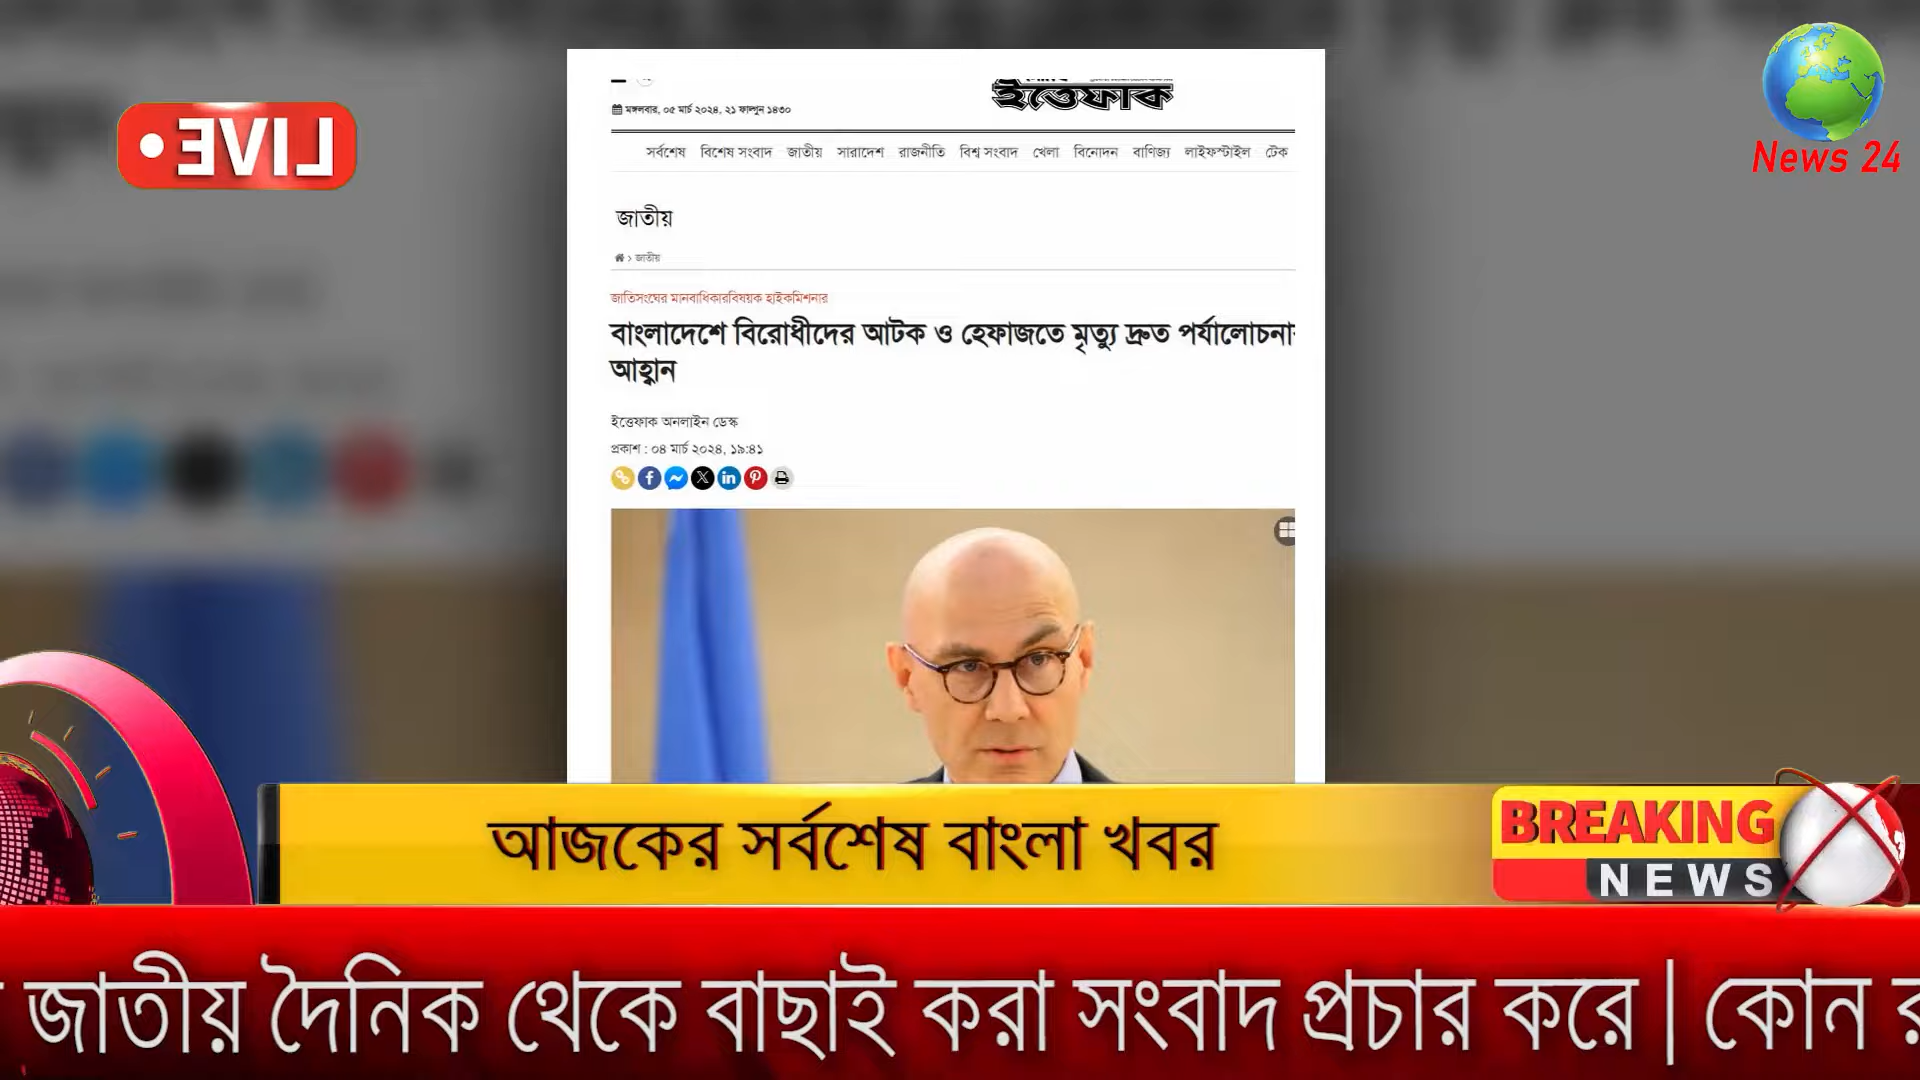 ইত্তেফাক
মঙ্গলবার, ০৫ মার্চ ২০২৪, ২১ ফাল্গুন ১৪৩০
LIVE
News 24
সর্বশেষ বিশেষ সংবাদ জাতীয় সারাদেশ রাজনীতি বিশ্ব সংবাদ খেলা বিনোদন বাণিজ্য লাইফস্টাইল টেক
জাতীয়
› জাতীয়
জাতিসংঘের মানবাধিকারবিষয়ক হাইকমিশনার
বাংলাদেশে বিরোধীদের আটক ও হেফাজতে মৃত্যু দ্রুত পর্যালোচনার
আহ্বান
ইত্তেফাক অনলাইন ডেস্ক
প্রকাশ : ০৪ মার্চ ২০২৪, ১৯:৪১
আজকের সর্বশেষ বাংলা খবর
BREAKING
NEWS
জাতীয় দৈনিক থেকে বাছাই করা সংবাদ প্রচার করে | কোন